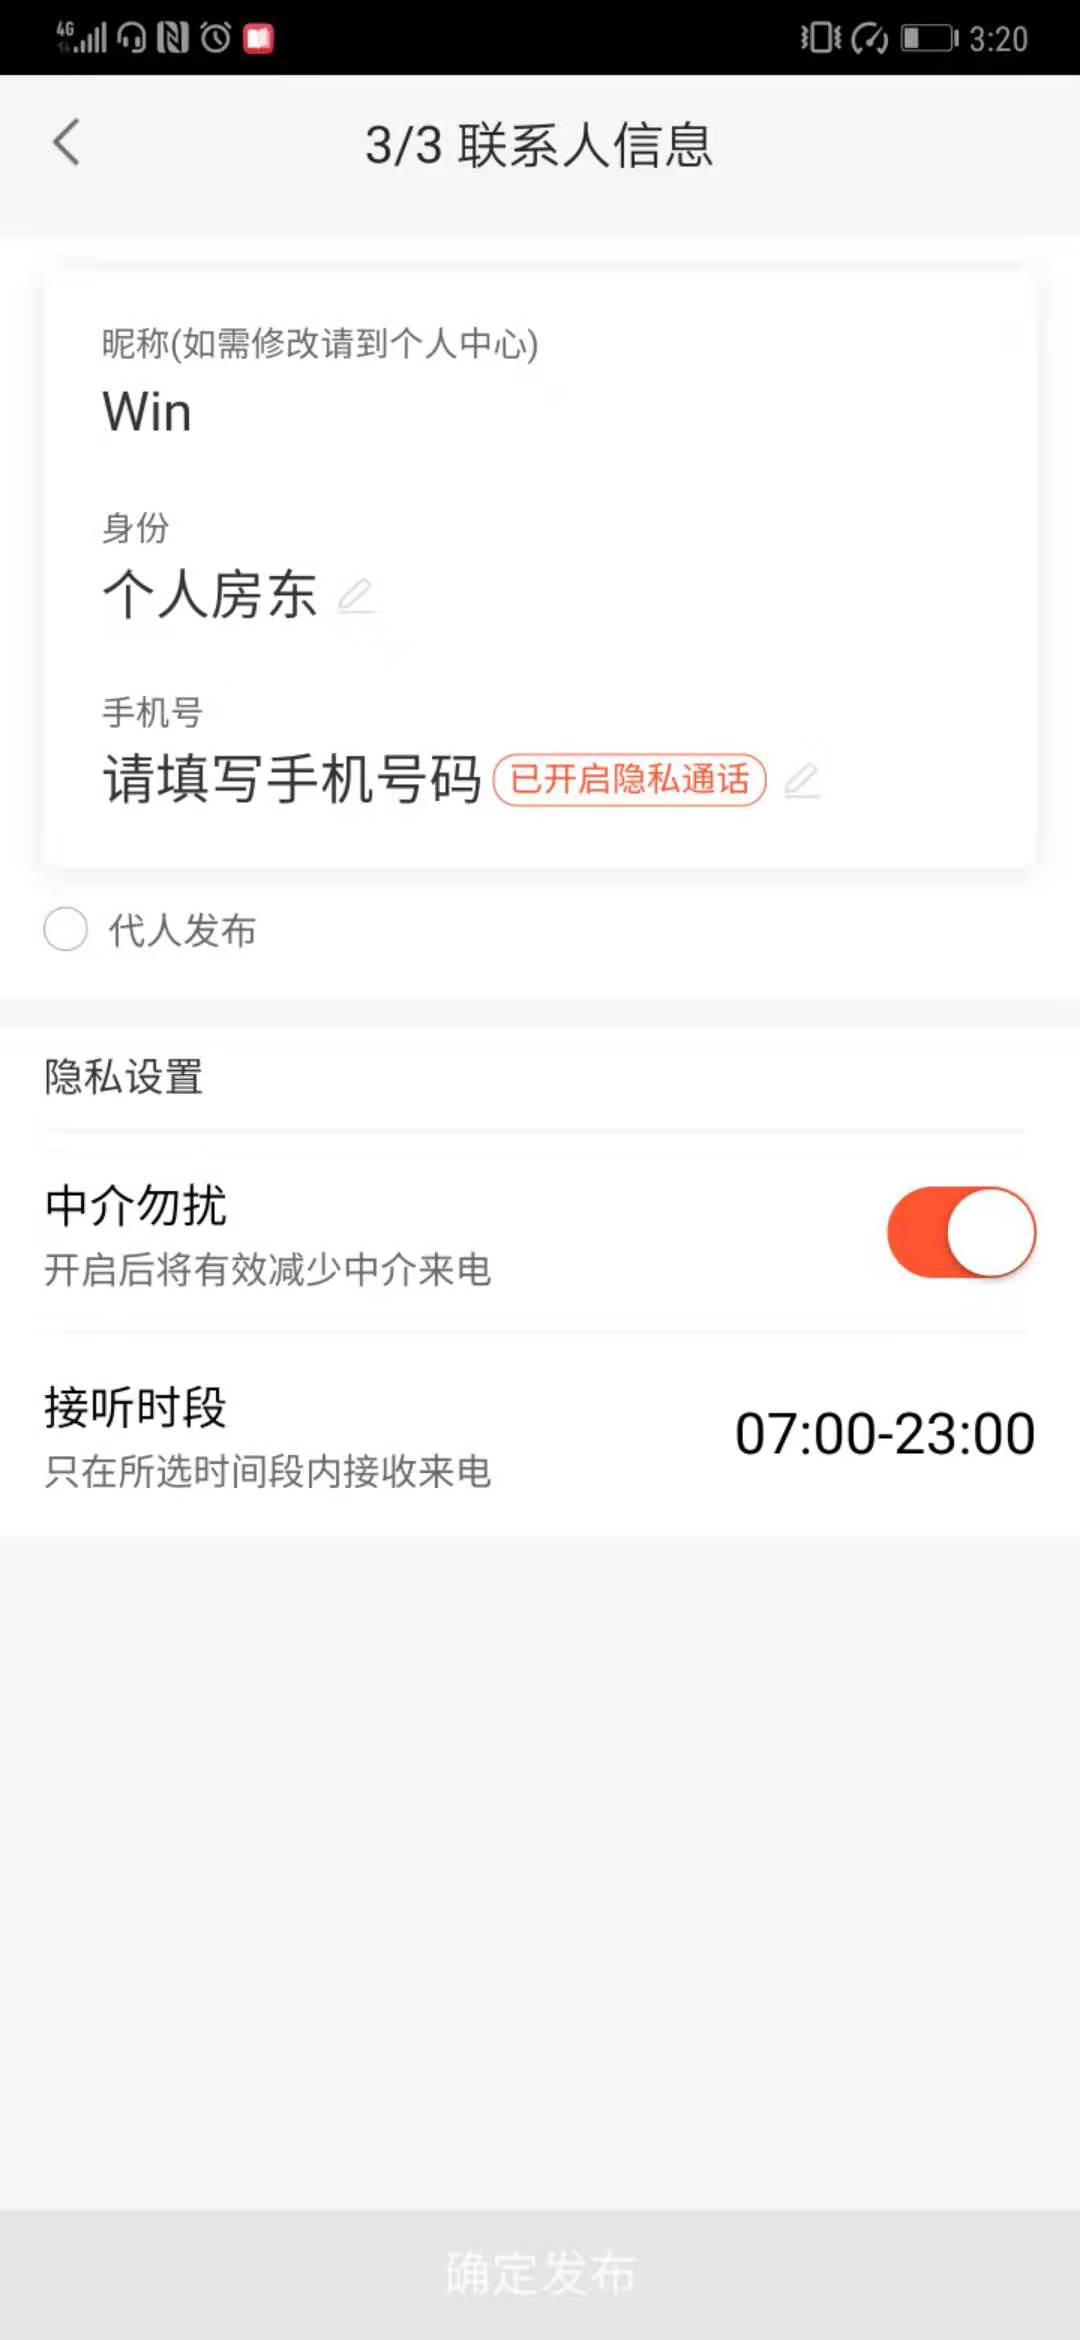 4G 3:20
3/3 联系人信息
昵称(如需修改请到个人中心)
Win
身份
个人房东
手机号
请填写手机号码 已开启隐私通话
代人发布
隐私设置
中介勿扰
开启后将有效减少中介来电
接听时段
07:00-23:00
只在所选时间段内接收来电
确定发布